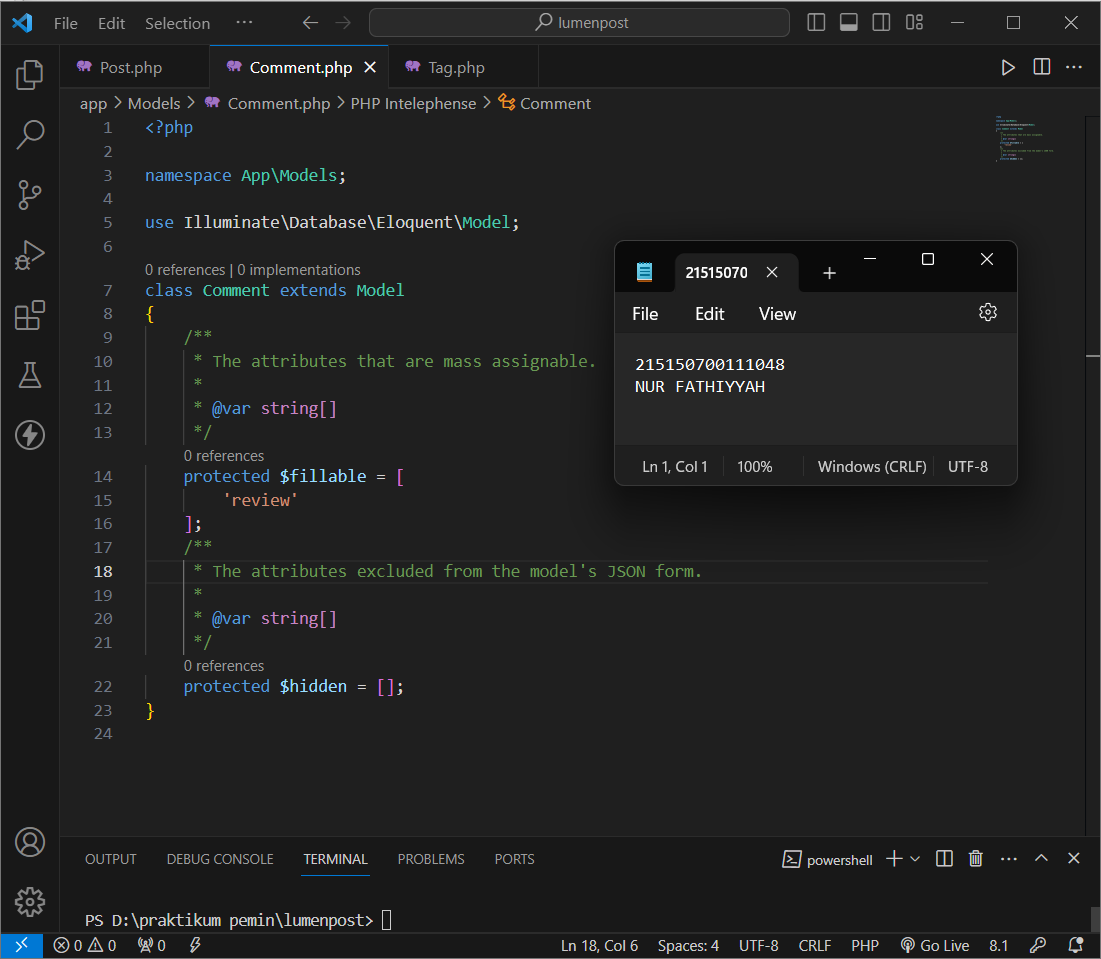 File Edit Selection ··· lumenpost
Post.php Comment.php Tag.php
app > Models > Comment.php > PHP Intelephense > Comment
1 <?php
2
3 namespace App\Models;
4
5 use Illuminate\Database\Eloquent\Model;
6
0 references | 0 implementations
7 class Comment extends Model
8 {
9 /**
10 * The attributes that are mass assignable.
11 *
12 * @var string[]
13 */
0 references
14 protected $fillable = [
15 'review'
16 ];
17 /**
18 * The attributes excluded from the model's JSON form.
19 *
20 * @var string[]
21 */
0 references
22 protected $hidden = [];
23 }
24
21515070
File Edit View
215150700111048
NUR FATHIYYAH
Ln 1, Col 1 100% Windows (CRLF) UTF-8
OUTPUT DEBUG CONSOLE TERMINAL PROBLEMS PORTS powershell
PS D:\praktikum pemin\lumenpost>
0 0 0 Ln 18, Col 6 Spaces: 4 UTF-8 CRLF PHP Go Live 8.1